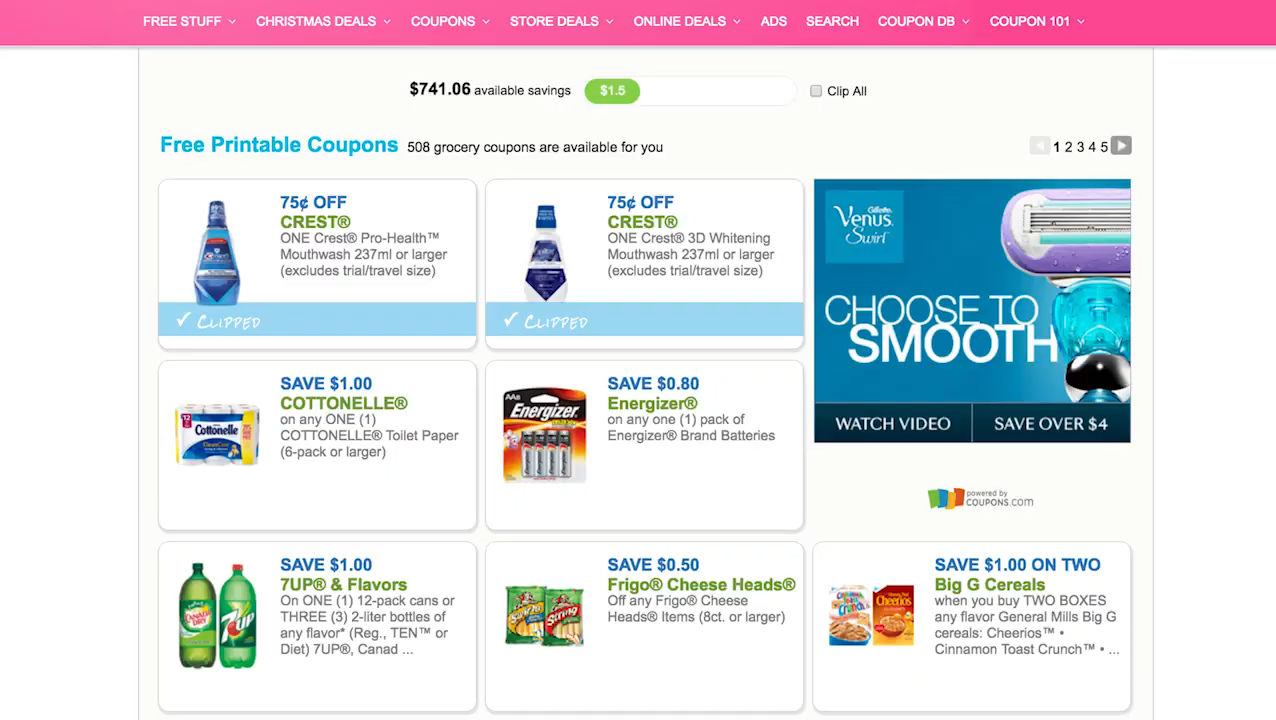 FREE STUFF CHRISTMAS DEALS COUPONS STORE DEALS ONLINE DEALS ADS SEARCH COUPON DB COUPON 101
$741.06 available savings $1.5 Clip All
Free Printable Coupons 508 grocery coupons are available for you 1 2 3 4 5
75¢ OFF
CREST®
ONE Crest® Pro-Health™
Mouthwash 237ml or larger
(excludes trial/travel size)
✓ CLIPPED
75¢ OFF
CREST®
ONE Crest® 3D Whitening
Mouthwash 237ml or larger
(excludes trial/travel size)
✓ CLIPPED
Gillette
Venus
Swirl
CHOOSE TO
SMOOTH
WATCH VIDEO SAVE OVER $4
SAVE $1.00
COTTONELLE®
on any ONE (1)
COTTONELLE® Toilet Paper
(6-pack or larger)
12
Cottonelle
CleanCare
SAVE $0.80
Energizer®
on any one (1) pack of
Energizer® Brand Batteries
AA8
Energizer
MAX
powered by
COUPONS.com
SAVE $1.00
7UP® & Flavors
On ONE (1) 12-pack cans or
THREE (3) 2-liter bottles of
any flavor* (Reg., TEN™ or
Diet) 7UP®, Canad ...
CANADA
DRY
7UP
SAVE $0.50
Frigo® Cheese Heads®
Off any Frigo® Cheese
Heads® Items (8ct. or larger)
SAVE $1.00 ON TWO
Big G Cereals
when you buy TWO BOXES
any flavor General Mills Big G
cereals: Cheerios™ •
Cinnamon Toast Crunch™ • ...
Cheerios